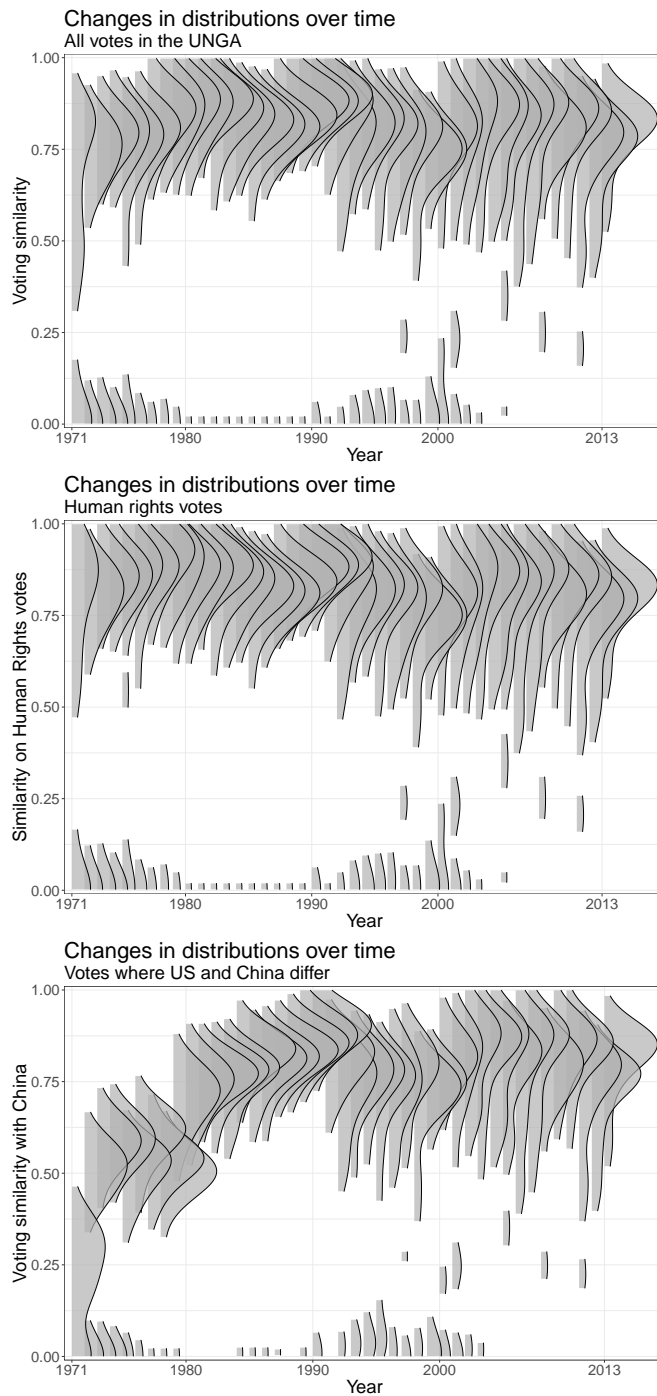 Changes in distributions over time
All votes in the UNGA
1.00
0.75
0.50
0.25
0.00
Voting similarity
1971 1980 1990 2000 2013
Year
Changes in distributions over time
Human rights votes
1.00
0.75
0.50
0.25
0.00
Similarity on Human Rights votes
1971 1980 1990 2000 2013
Year
Changes in distributions over time
Votes where US and China differ
1.00
0.75
0.50
0.25
0.00
Voting similarity with China
1971 1980 1990 2000 2013
Year